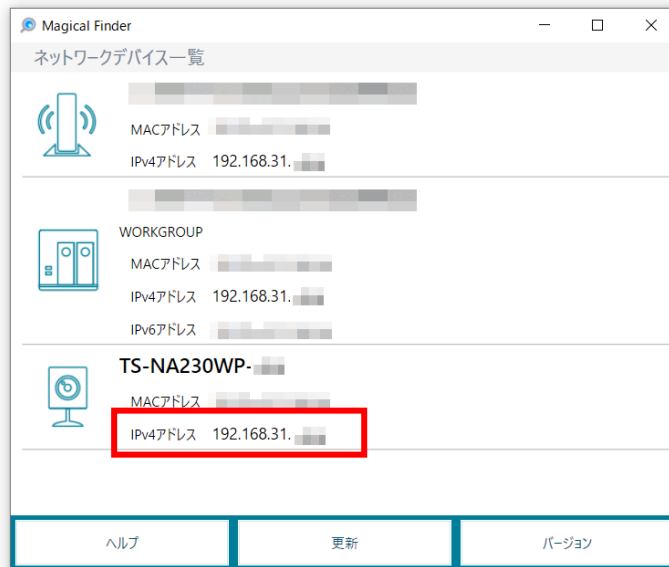 Magical Finder
ネットワークデバイス一覧
MACアドレス
IPv4アドレス 192.168.31.
WORKGROUP
MACアドレス
IPv4アドレス 192.168.31.
IPv6アドレス
TS-NA230WP-
MACアドレス
IPv4アドレス 192.168.31.
ヘルプ 更新 バージョン